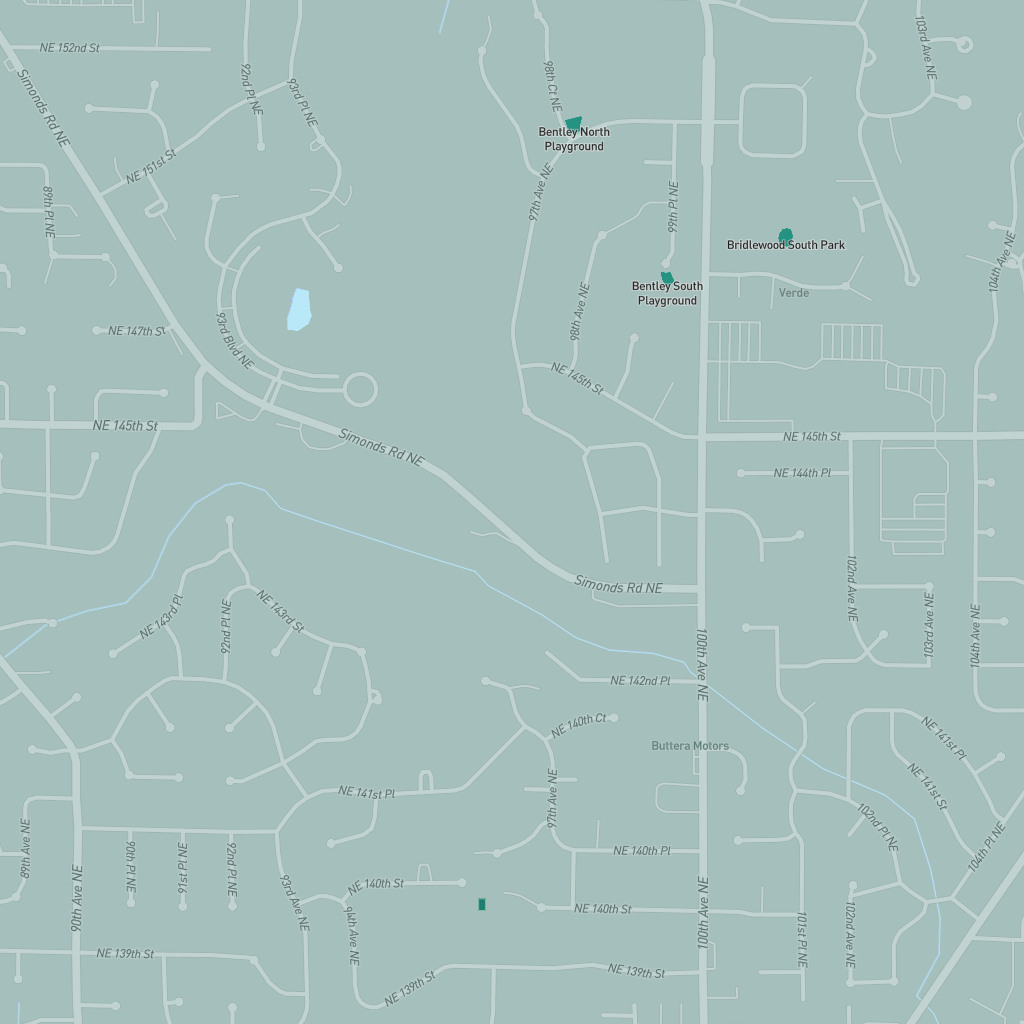 NE 152nd St
103rd Ave NE
Simonds Rd NE
92nd Pl NE
93rd Pl NE
98th Ct NE
Bentley North
Playground
NE 151st St
89th Pl NE
97th Ave NE
99th Pl NE
Bridlewood South Park
104th Ave NE
Bentley South
Playground
Verde
98th Ave NE
NE 147th St
93rd Blvd NE
NE 145th St
NE 145th St
Simonds Rd NE
NE 145th St
NE 144th Pl
Simonds Rd NE
102nd Ave NE
NE 143rd Pl
92nd Pl NE
NE 143rd St
103rd Ave NE
104th Ave NE
100th Ave NE
NE 142nd Pl
NE 140th Ct
Buttera Motors
NE 141st Pl
NE 141st St
NE 141st Pl
97th Ave NE
102nd Pl NE
104th Pl NE
89th Ave NE
90th Pl NE
91st Pl NE
92nd Pl NE
NE 140th Pl
90th Ave NE
93rd Ave NE
NE 140th St
94th Ave NE
NE 140th St
100th Ave NE
101st Pl NE
102nd Ave NE
NE 139th St
NE 139th St
NE 139th St